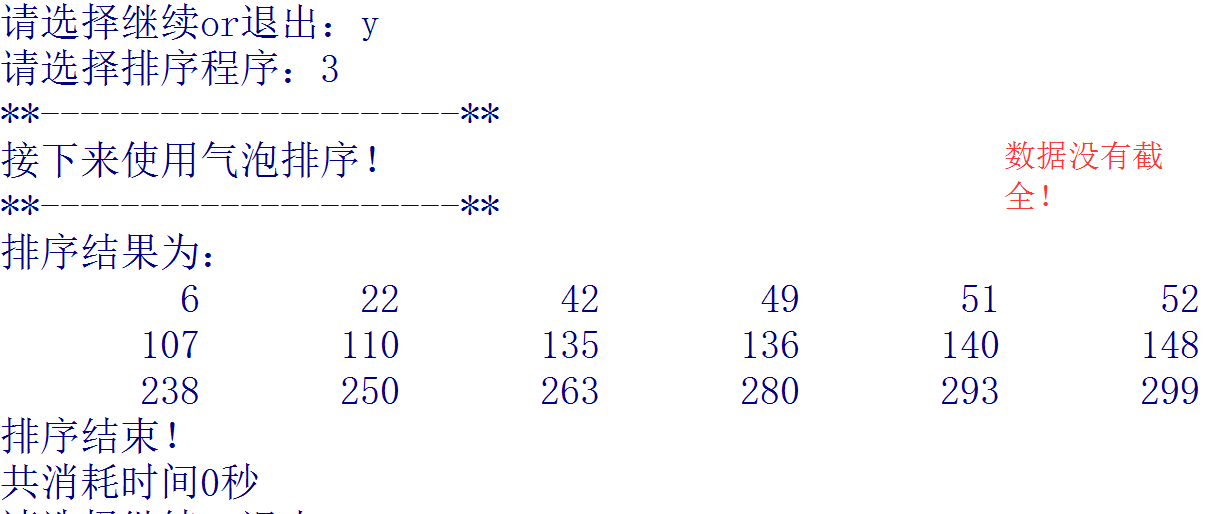 请选择继续or退出：y
请选择排序程序：3
**---------------------**
接下来使用气泡排序！
**---------------------**
数据没有截
全！
排序结果为：
6 22 42 49 51 52
107 110 135 136 140 148
238 250 263 280 293 299
排序结束！
共消耗时间0秒